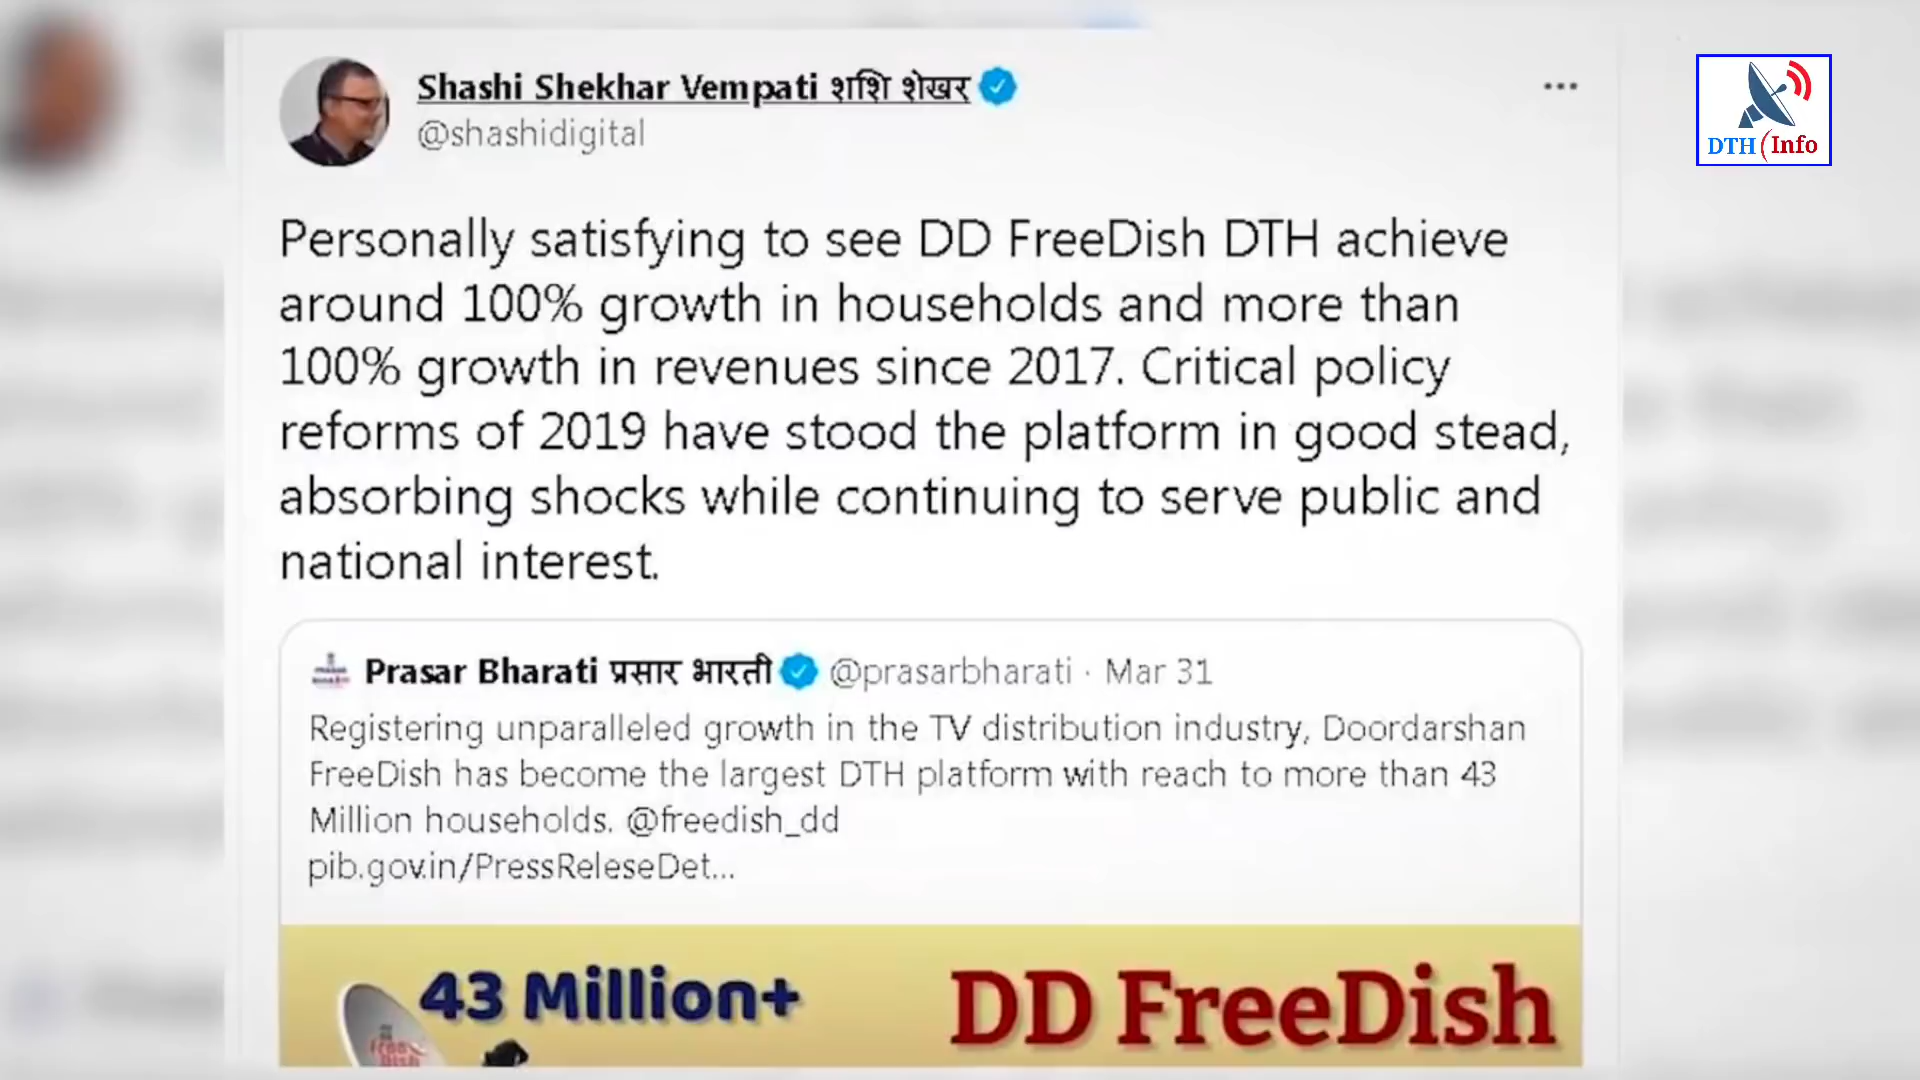 Shashi Shekhar Vempati शशि शेखर
@shashidigital
DTH Info
Personally satisfying to see DD FreeDish DTH achieve
around 100% growth in households and more than
100% growth in revenues since 2017. Critical policy
reforms of 2019 have stood the platform in good stead,
absorbing shocks while continuing to serve public and
national interest.
Prasar Bharati प्रसार भारती @prasarbharati · Mar 31
Registering unparalleled growth in the TV distribution industry, Doordarshan
FreeDish has become the largest DTH platform with reach to more than 43
Million households. @freedish_dd
pib.gov.in/PressReleseDet...
43 Million+
DD FreeDish
Free
Dish